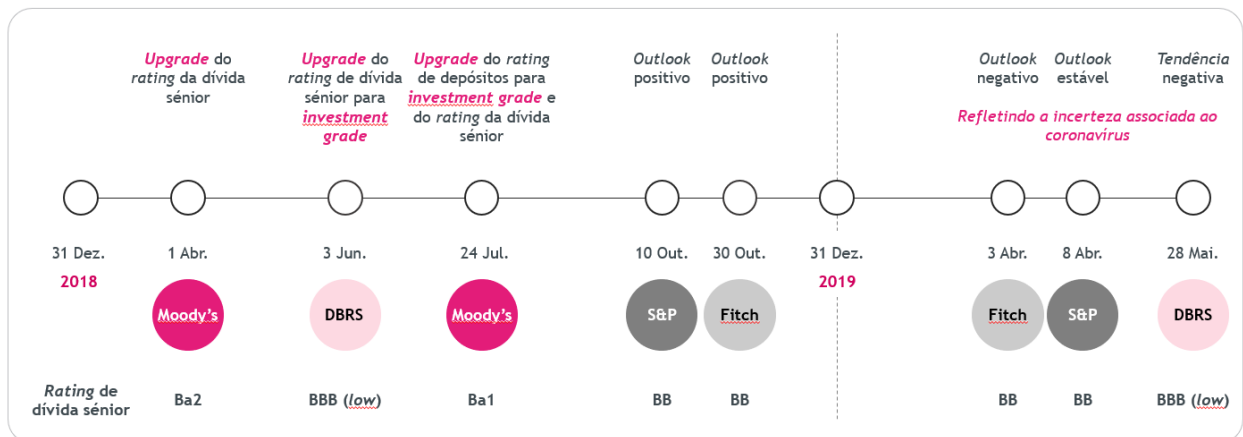 Upgrade do
rating da dívida
sénior
Upgrade do
rating de dívida
sénior para
investment
grade
Upgrade do rating
de depósitos para
investment grade e
do rating da dívida
sénior
Outlook
positivo
Outlook
positivo
Outlook
negativo
Outlook
estável
Tendência
negativa
Refletindo a incerteza associada ao
coronavírus
31 Dez.
2018
1 Abr.
3 Jun.
24 Jul.
10 Out.
30 Out.
31 Dez.
2019
3 Abr.
8 Abr.
28 Mai.
Moody's
DBRS
Moody's
S&P
Fitch
Fitch
S&P
DBRS
Rating de
dívida sénior
Ba2
BBB (low)
Ba1
BB
BB
BB
BB
BBB (low)